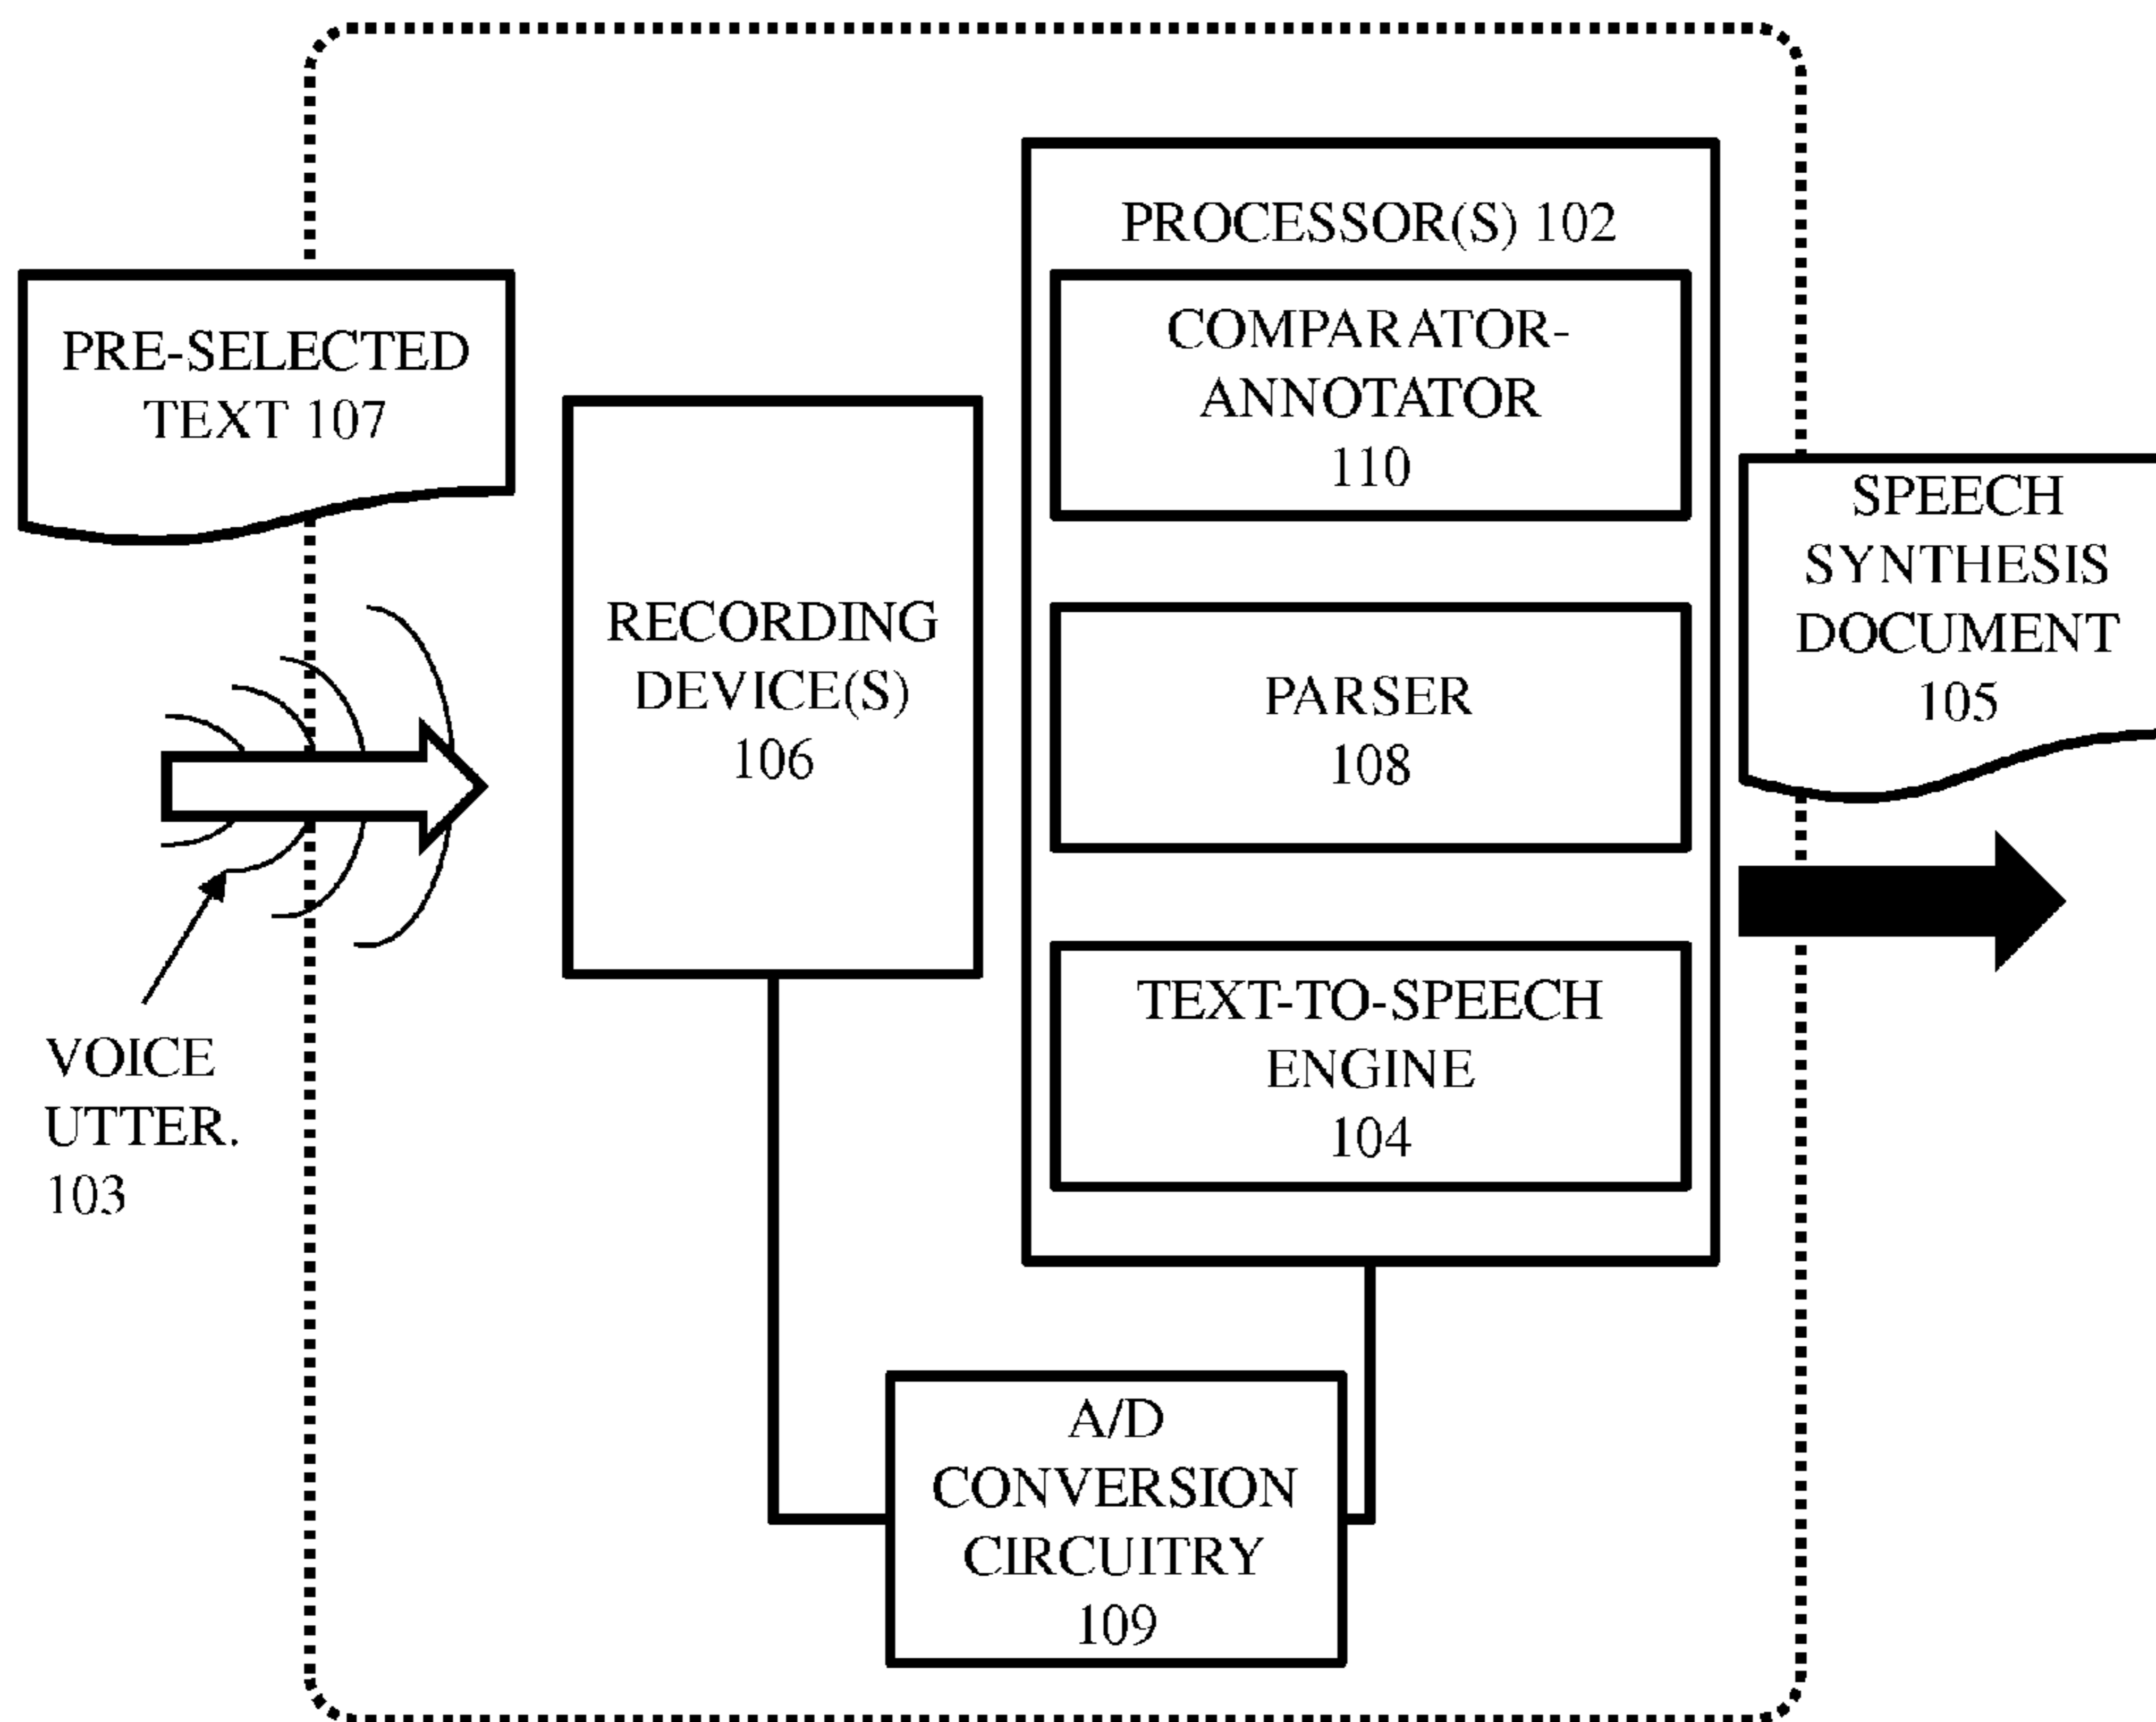 PRE-SELECTED
TEXT 107
VOICE
UTTER.
103
RECORDING
DEVICE(S)
106
PROCESSOR(S) 102
COMPARATOR-
ANNOTATOR
110
PARSER
108
TEXT-TO-SPEECH
ENGINE
104
A/D
CONVERSION
CIRCUITRY
109
SPEECH
SYNTHESIS
DOCUMENT
105